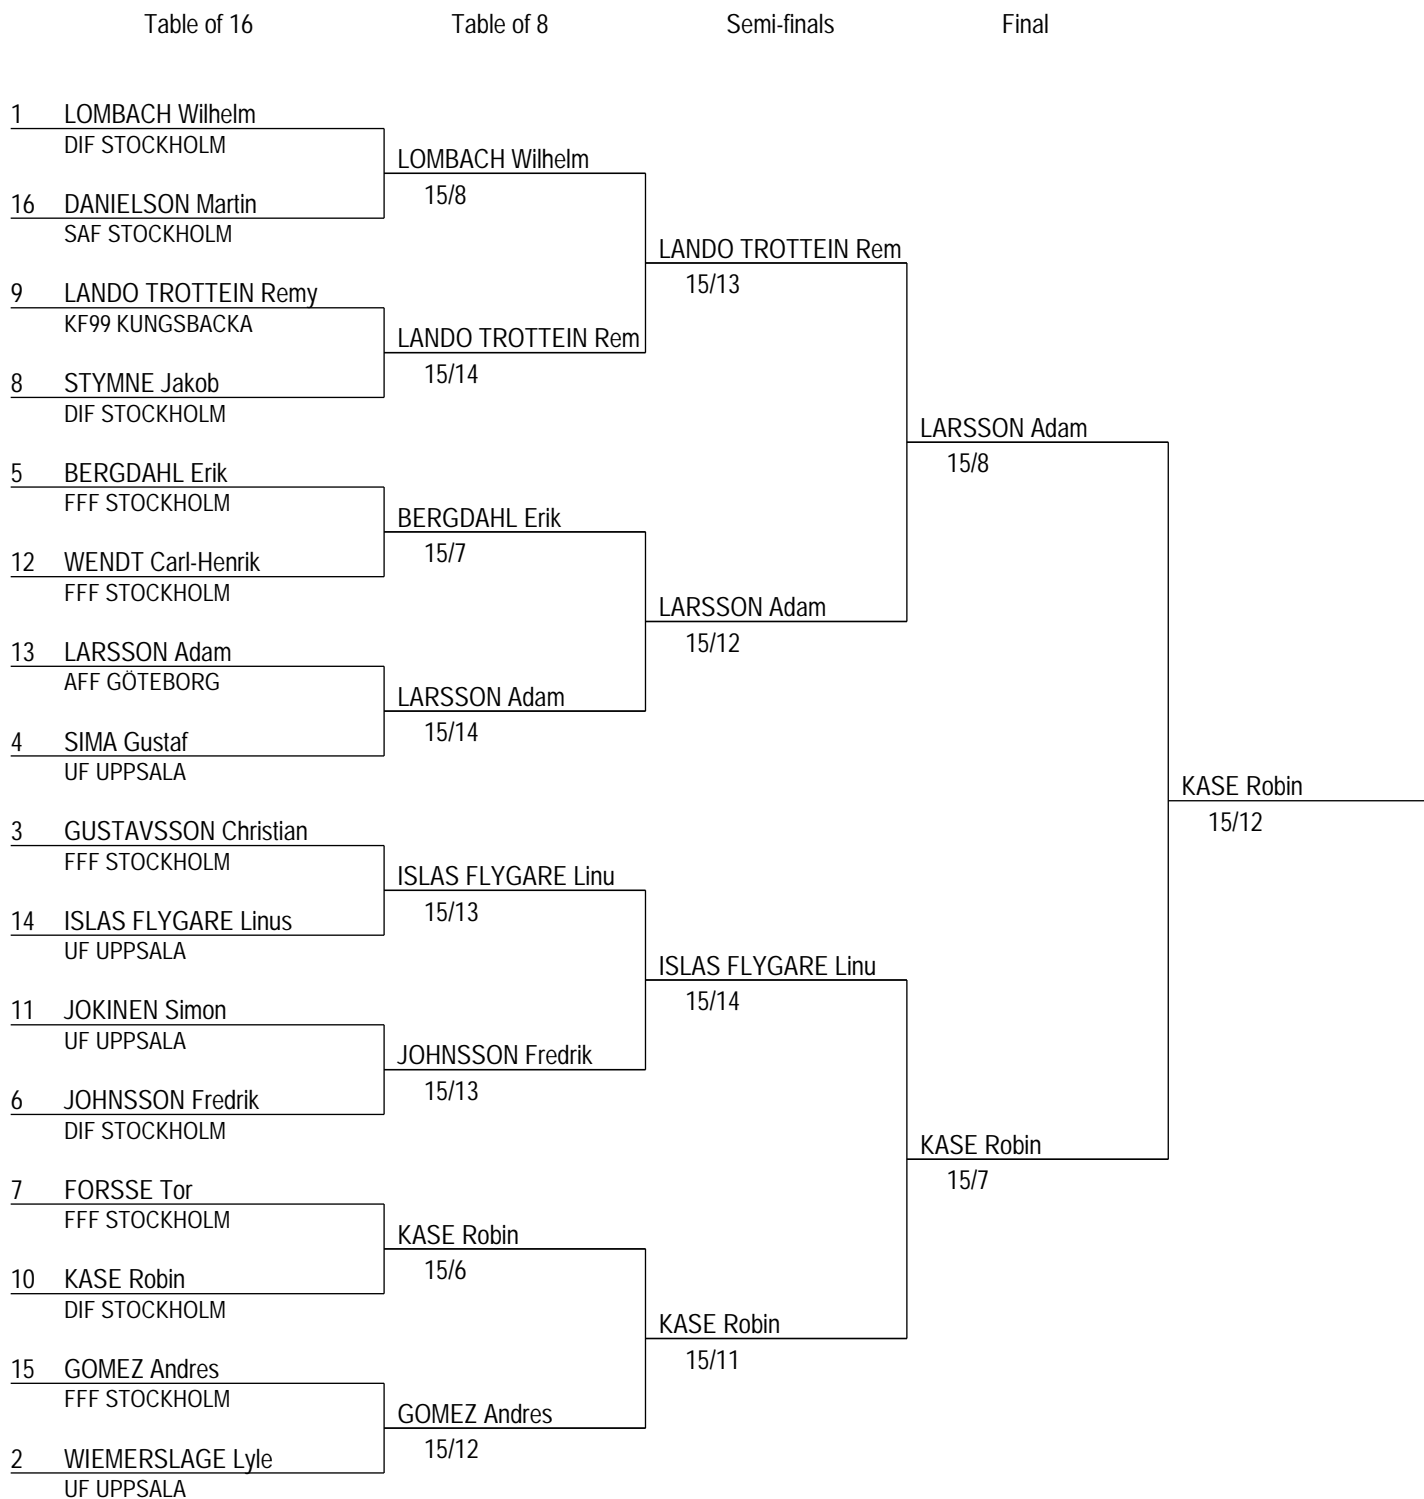 Table of 16 Table of 8 Semi-finals Final
1 LOMBACH Wilhelm
DIF STOCKHOLM
LOMBACH Wilhelm
15/8
16 DANIELSON Martin
SAF STOCKHOLM
LANDO TROTTEIN Rem
15/13
9 LANDO TROTTEIN Remy
KF99 KUNGSBACKA
LANDO TROTTEIN Rem
15/14
8 STYMNE Jakob
DIF STOCKHOLM
LARSSON Adam
15/8
5 BERGDAHL Erik
FFF STOCKHOLM
BERGDAHL Erik
15/7
12 WENDT Carl-Henrik
FFF STOCKHOLM
LARSSON Adam
15/12
13 LARSSON Adam
AFF GÖTEBORG
LARSSON Adam
15/14
4 SIMA Gustaf
UF UPPSALA
KASE Robin
15/12
3 GUSTAVSSON Christian
FFF STOCKHOLM
ISLAS FLYGARE Linu
15/13
14 ISLAS FLYGARE Linus
UF UPPSALA
ISLAS FLYGARE Linu
15/14
11 JOKINEN Simon
UF UPPSALA
JOHNSSON Fredrik
15/13
6 JOHNSSON Fredrik
DIF STOCKHOLM
KASE Robin
15/7
7 FORSSE Tor
FFF STOCKHOLM
KASE Robin
15/6
10 KASE Robin
DIF STOCKHOLM
KASE Robin
15/11
15 GOMEZ Andres
FFF STOCKHOLM
GOMEZ Andres
15/12
2 WIEMERSLAGE Lyle
UF UPPSALA